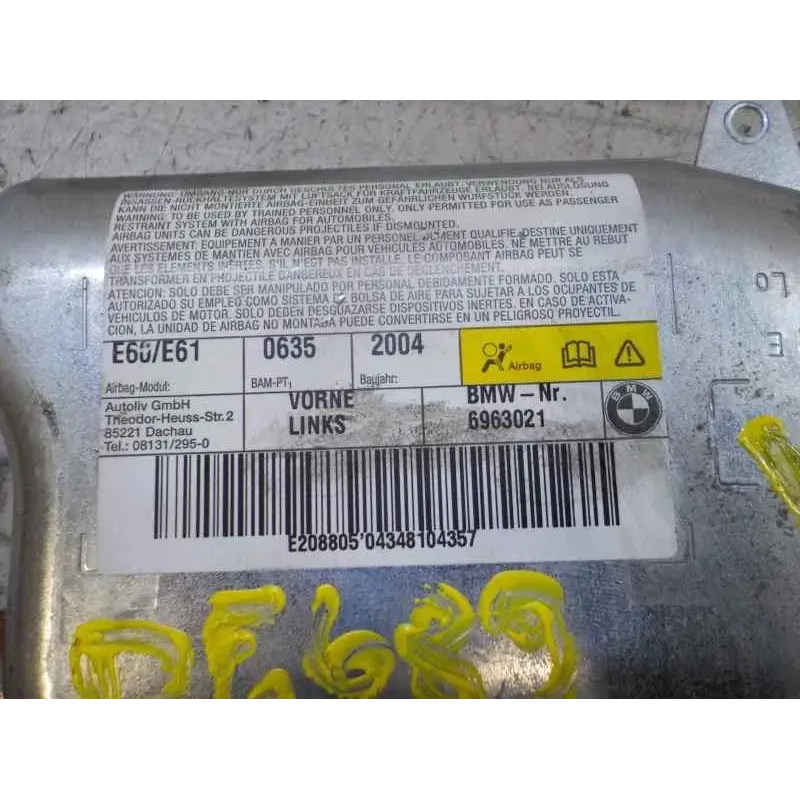 WARNUNG: UMGANG NUR DURCH GESCHULTES PERSONAL ERLAUBT. VERWENDUNG NUR ALS
INSASSEN-RÜCKHALTESYSTEM MIT LUFTSACK FÜR KRAFTFAHRZEUGE ERLAUBT. BEI AUSLÖSUNG
KANN DIE NICHT MONTIERTE AIRBAG-EINHEIT ZUM GEFÄHRLICHEN WURFSTÜCK WERDEN.
WARNING: TO BE USED BY TRAINED PERSONNEL ONLY. ONLY PERMITTED FOR USE AS PASSENGER
RESTRAINT SYSTEM WITH AIRBAG FOR AUTOMOBILES.
AIRBAG UNITS CAN BE DANGEROUS PROJECTILES IF DISMOUNTED.
AVERTISSEMENT: EQUIPEMENT A MANIER PAR UN PERSONNEL DUMENT QUALIFIE, DESTINE UNIQUEMENT
AUX SYSTEMES DE MANTIEN AVEC AIRBAG POUR VEHICULES AUTOMOBILES. NE METTRE AU REBUT
QUE LES ELEMENTS INERTES. S'IL N'EST PAS INSTALLE, LE COMPOSANT AIRBAG PEUT SE
TRANSFORMER EN PROJECTILE DANGEREUX EN CAS DE DECLENCHEMENT.
ATENCION: SOLO DEBE SER MANIPULADO POR PERSONAL DEBIDAMENTE FORMADO. SOLO ESTA
AUTORIZADO SU EMPLEO COMO SISTEMA DE BOLSA DE AIRE PARA SUJETAR A LOS OCUPANTES DE
VEHICULOS DE MOTOR. SOLO DEBEN DESGUAZARSE DISPOSITIVOS INERTES. EN CASO DE ACTIVA-
CION, LA UNIDAD DE AIRBAG NO MONTADA PUEDE CONVERTIRSE EN UN PELIGROSO PROYECTIL.
E60/E61 0635 2004 Airbag
Airbag-Modul: BAM-PT1 Baujahr:
Autoliv GmbH
Theodor-Heuss-Str.2
85221 Dachau
Tel.: 08131/295-0
VORNE
LINKS
BMW-Nr.
6963021
BMW
E208805'04348104357
Lo
E